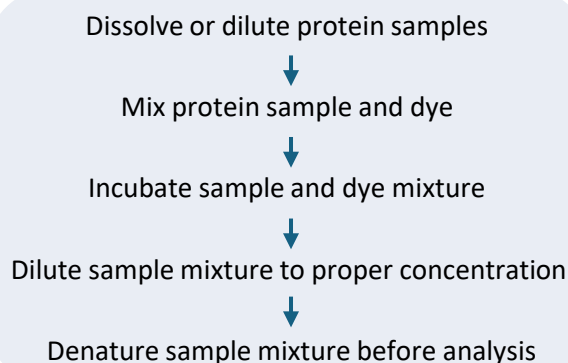 Dissolve or dilute protein samples
Mix protein sample and dye
Incubate sample and dye mixture
Dilute sample mixture to proper concentration
Denature sample mixture before analysis